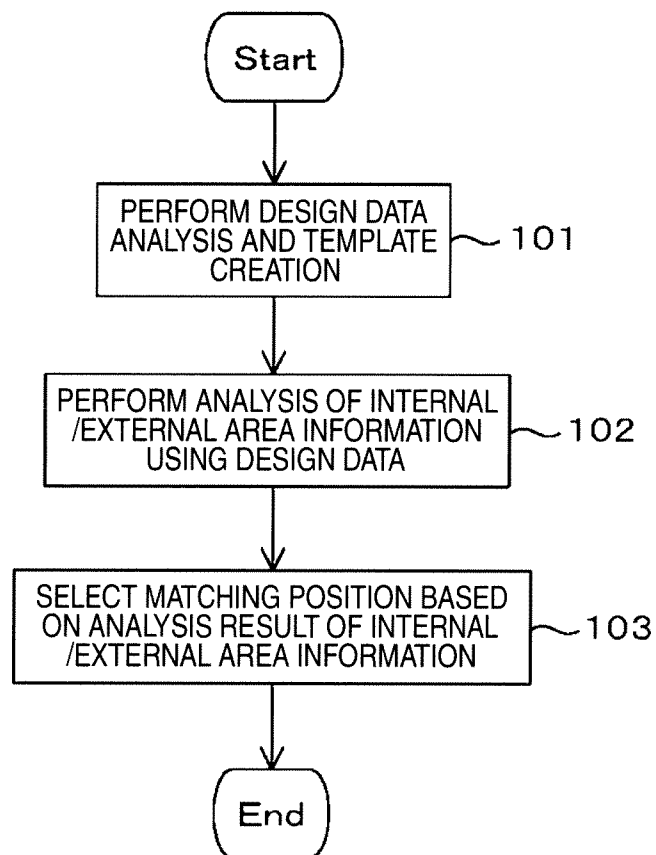 Start
PERFORM DESIGN DATA
ANALYSIS AND TEMPLATE
CREATION
101
PERFORM ANALYSIS OF INTERNAL
/EXTERNAL AREA INFORMATION
USING DESIGN DATA
102
SELECT MATCHING POSITION BASED
ON ANALYSIS RESULT OF INTERNAL
/EXTERNAL AREA INFORMATION
103
End